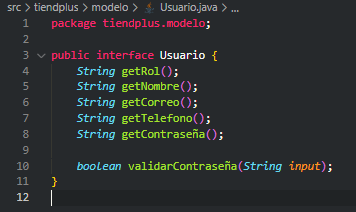 src > tiendplus > modelo > Usuario.java > ...
1 package tiendplus.modelo;
2
3 public interface Usuario {
4 String getRol();
5 String getNombre();
6 String getCorreo();
7 String getTelefono();
8 String getContraseña();
9
10 boolean validarContraseña(String input);
11 }
12